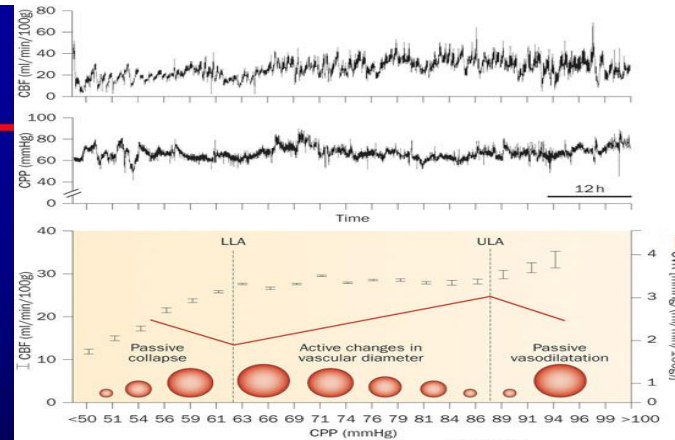 CBF (ml/min/100g)
80
60
40
20
0
CPP (mmHg)
100
80
60
40
12 h
Time
LLA
ULA
CBF (ml/min/100g)
40
30
20
10
0
4
3
2
1
0
Passive
collapse
Active changes in
vascular diameter
Passive
vasodilatation
<50 51 54 56 59 61 63 66 69 71 74 76 79 81 84 86 89 91 94 96 99 >100
CPP (mmHg)